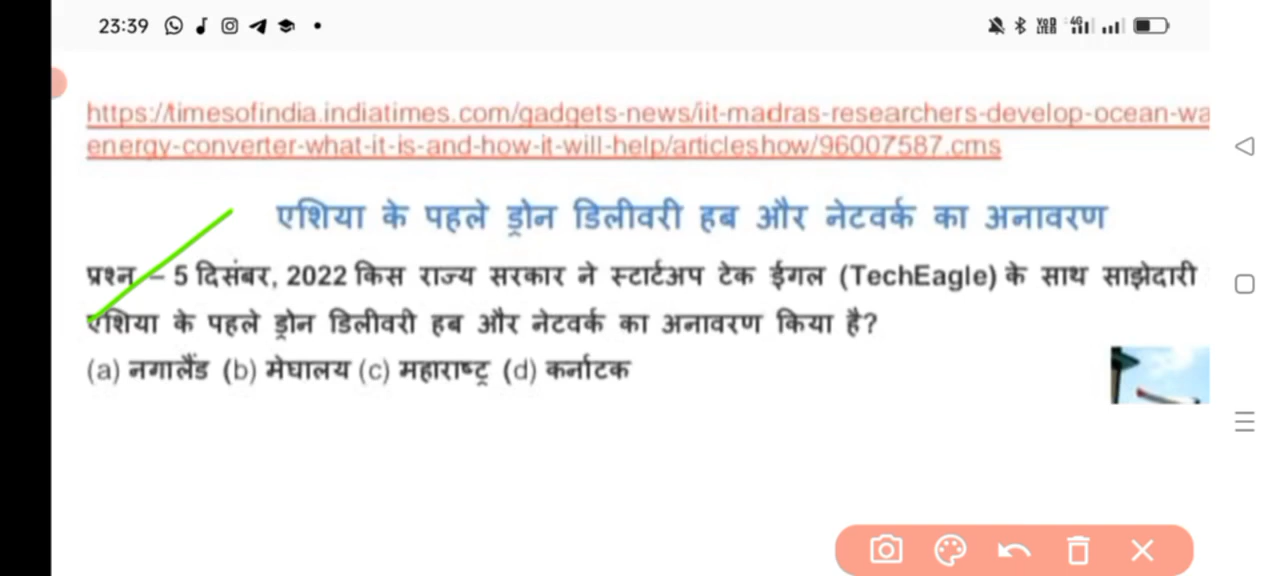 23:39
4G
https://timesofindia.indiatimes.com/gadgets-news/iit-madras-researchers-develop-ocean-wa
energy-converter-what-it-is-and-how-it-will-help/articleshow/96007587.cms
एशिया के पहले ड्रोन डिलीवरी हब और नेटवर्क का अनावरण
प्रश्न – 5 दिसंबर, 2022 किस राज्य सरकार ने स्टार्टअप टेक ईगल (TechEagle) के साथ साझेदारी
एशिया के पहले ड्रोन डिलीवरी हब और नेटवर्क का अनावरण किया है?
(a) नगालैंड (b) मेघालय (c) महाराष्ट्र (d) कर्नाटक